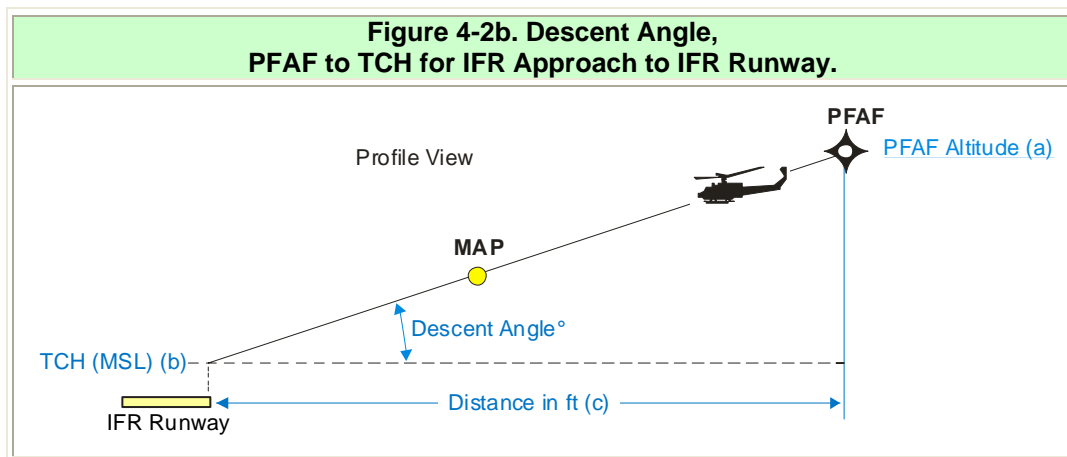 Figure 4-2b. Descent Angle,
PFAF to TCH for IFR Approach to IFR Runway.
PFAF
Profile View
PFAF Altitude (a)
MAP
Descent Angle°
TCH (MSL) (b)
Distance in ft (c)
IFR Runway